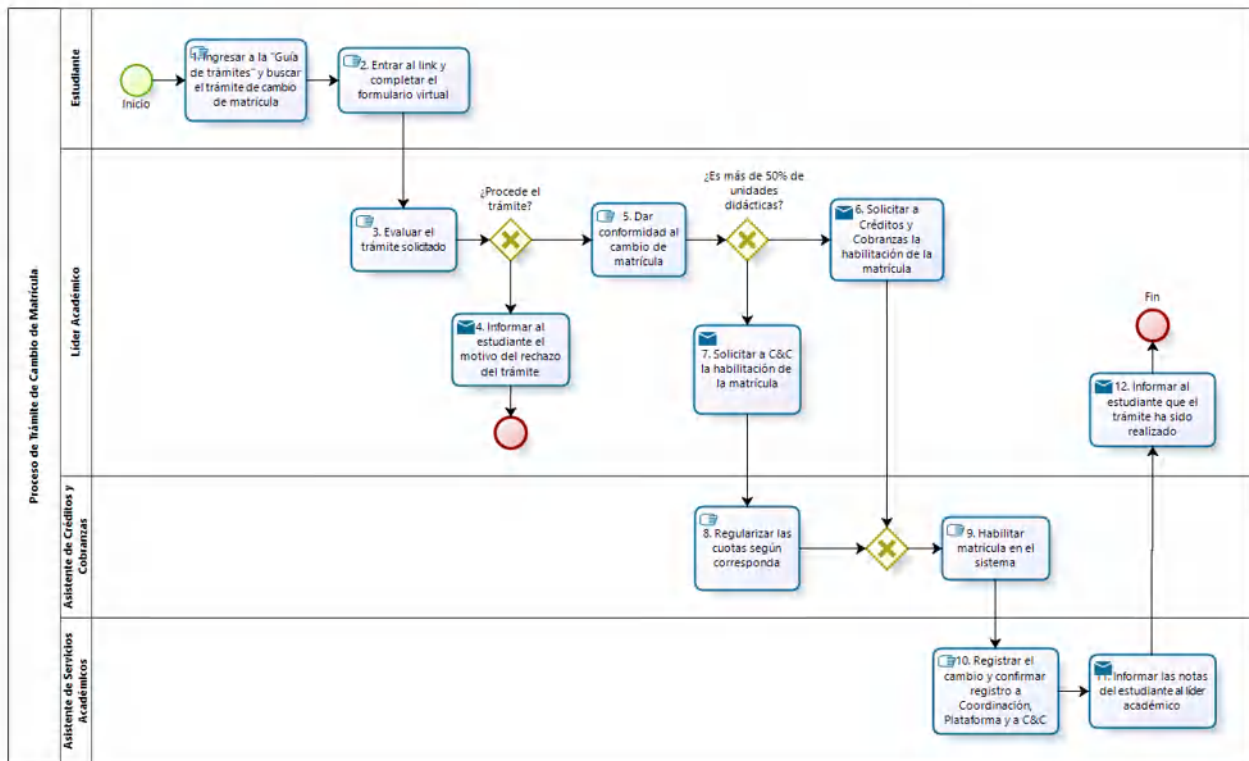 Proceso de Trámite de Cambio de Matrícula
Estudiante
Inicio
1. Ingresar a la "Guía
de trámites" y buscar
el trámite de cambio
de matrícula
2. Entrar al link y
completar el
formulario virtual
Líder Académico
3. Evaluar el
trámite solicitado
¿Procede el
trámite?
4. Informar al
estudiante el
motivo del rechazo
del trámite
5. Dar
conformidad al
cambio de
matrícula
¿Es más de 50% de
unidades
didácticas?
6. Solicitar a
Créditos y
Cobranzas la
habilitación de la
matrícula
7. Solicitar a C&C
la habilitación de
la matrícula
Fin
12. Informar al
estudiante que el
trámite ha sido
realizado
Asistente de Créditos y
Cobranzas
8. Regularizar las
cuotas según
corresponda
9. Habilitar
matrícula en el
sistema
Asistente de Servicios
Académicos
10. Registrar el
cambio y confirmar
registro a
Coordinación,
Plataforma y a C&C
11. Informar las notas
del estudiante al líder
académico